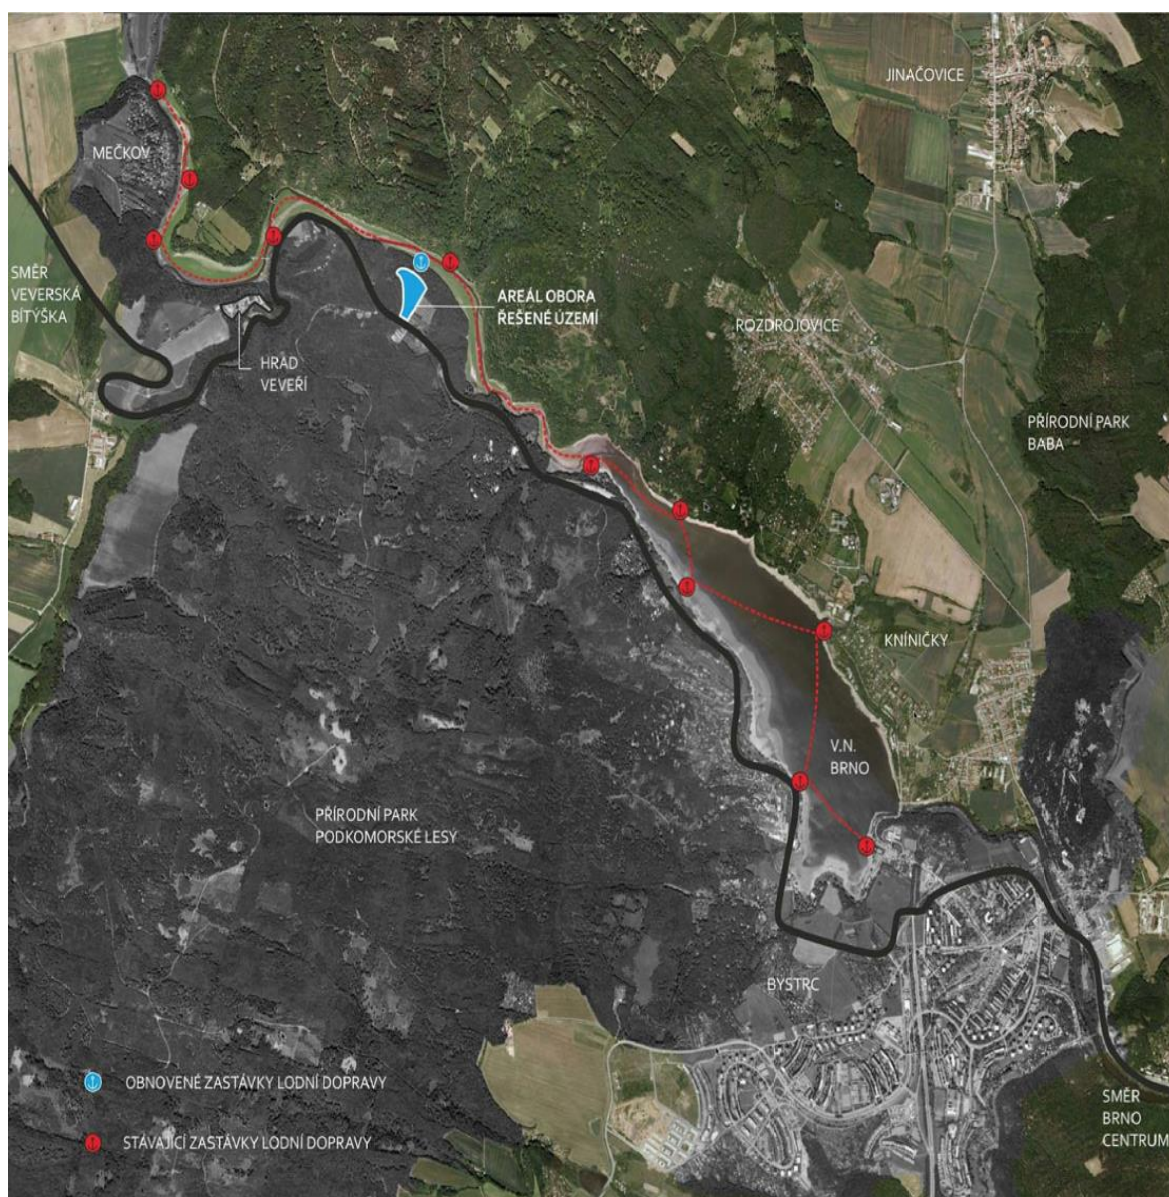 JINAČOVICE
MEČKOV
SMĚR
VEVERSKÁ
BÍTÝŠKA
AREÁL OBORA
ŘEŠENÉ ÚZEMÍ
ROZDROJOVICE
HRAD
VEVEŘÍ
PŘÍRODNÍ PARK
BABA
KNÍNIČKY
V.N.
BRNO
PŘÍRODNÍ PARK
PODKOMORSKÉ LESY
BYSTRC
OBNOVENÉ ZASTÁVKY LODNÍ DOPRAVY
STÁVAJÍCÍ ZASTÁVKY LODNÍ DOPRAVY
SMĚR
BRNO
CENTRUM